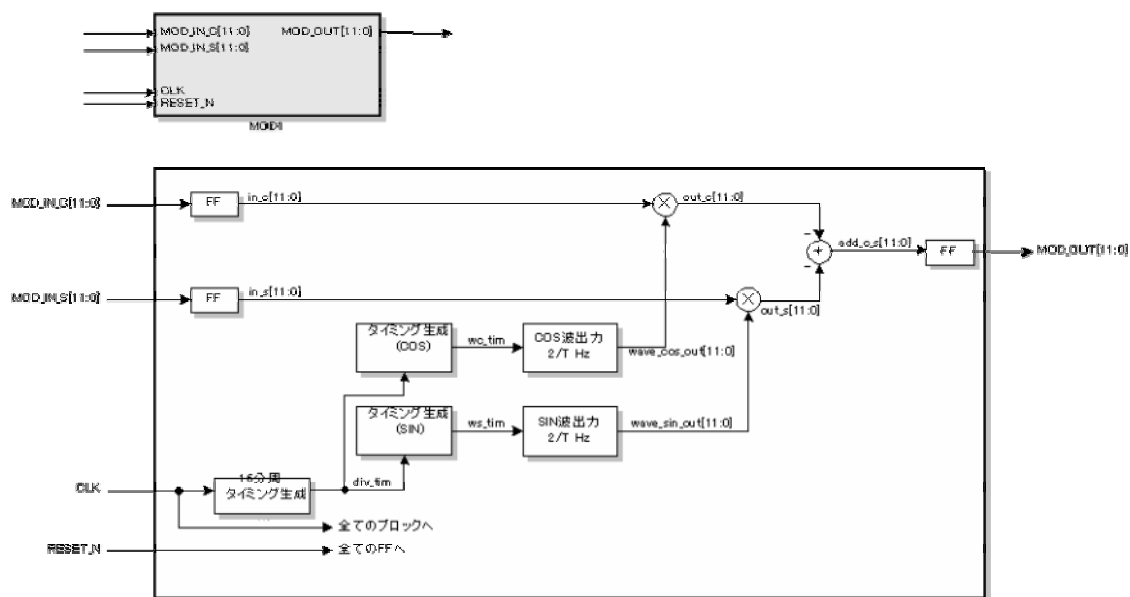 MOD_IN_C[11:0] MOD_OUT[11:0]
MOD_IN_S[11:0]
CLK
RESET_N
MOD1
MOD_IN_C[11:0]
FF
in_c[11:0]
out_c[11:0]
add_c_s[11:0]
FF
MOD_OUT[11:0]
MOD_IN_S[11:0]
FF
in_s[11:0]
out_s[11:0]
タイミング生成
(COS)
wc_tim
COS波出力
2/T Hz
wave_cos_out[11:0]
タイミング生成
(SIN)
ws_tim
SIN波出力
2/T Hz
wave_sin_out[11:0]
CLK
16分周
タイミング生成
div_tim
全てのブロックへ
RESET_N
全てのFFへ